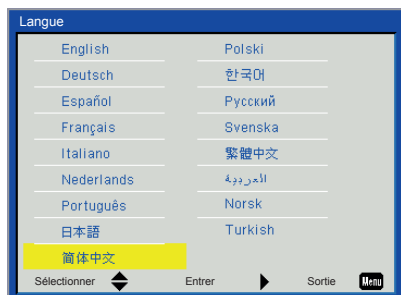 Langue
English
Deutsch
Español
Français
Italiano
Nederlands
Português
日本語
简体中文
Polski
한국어
Русский
Svenska
繁體中文
العربية
Norsk
Turkish
Sélectionner Entrer Sortie Menu